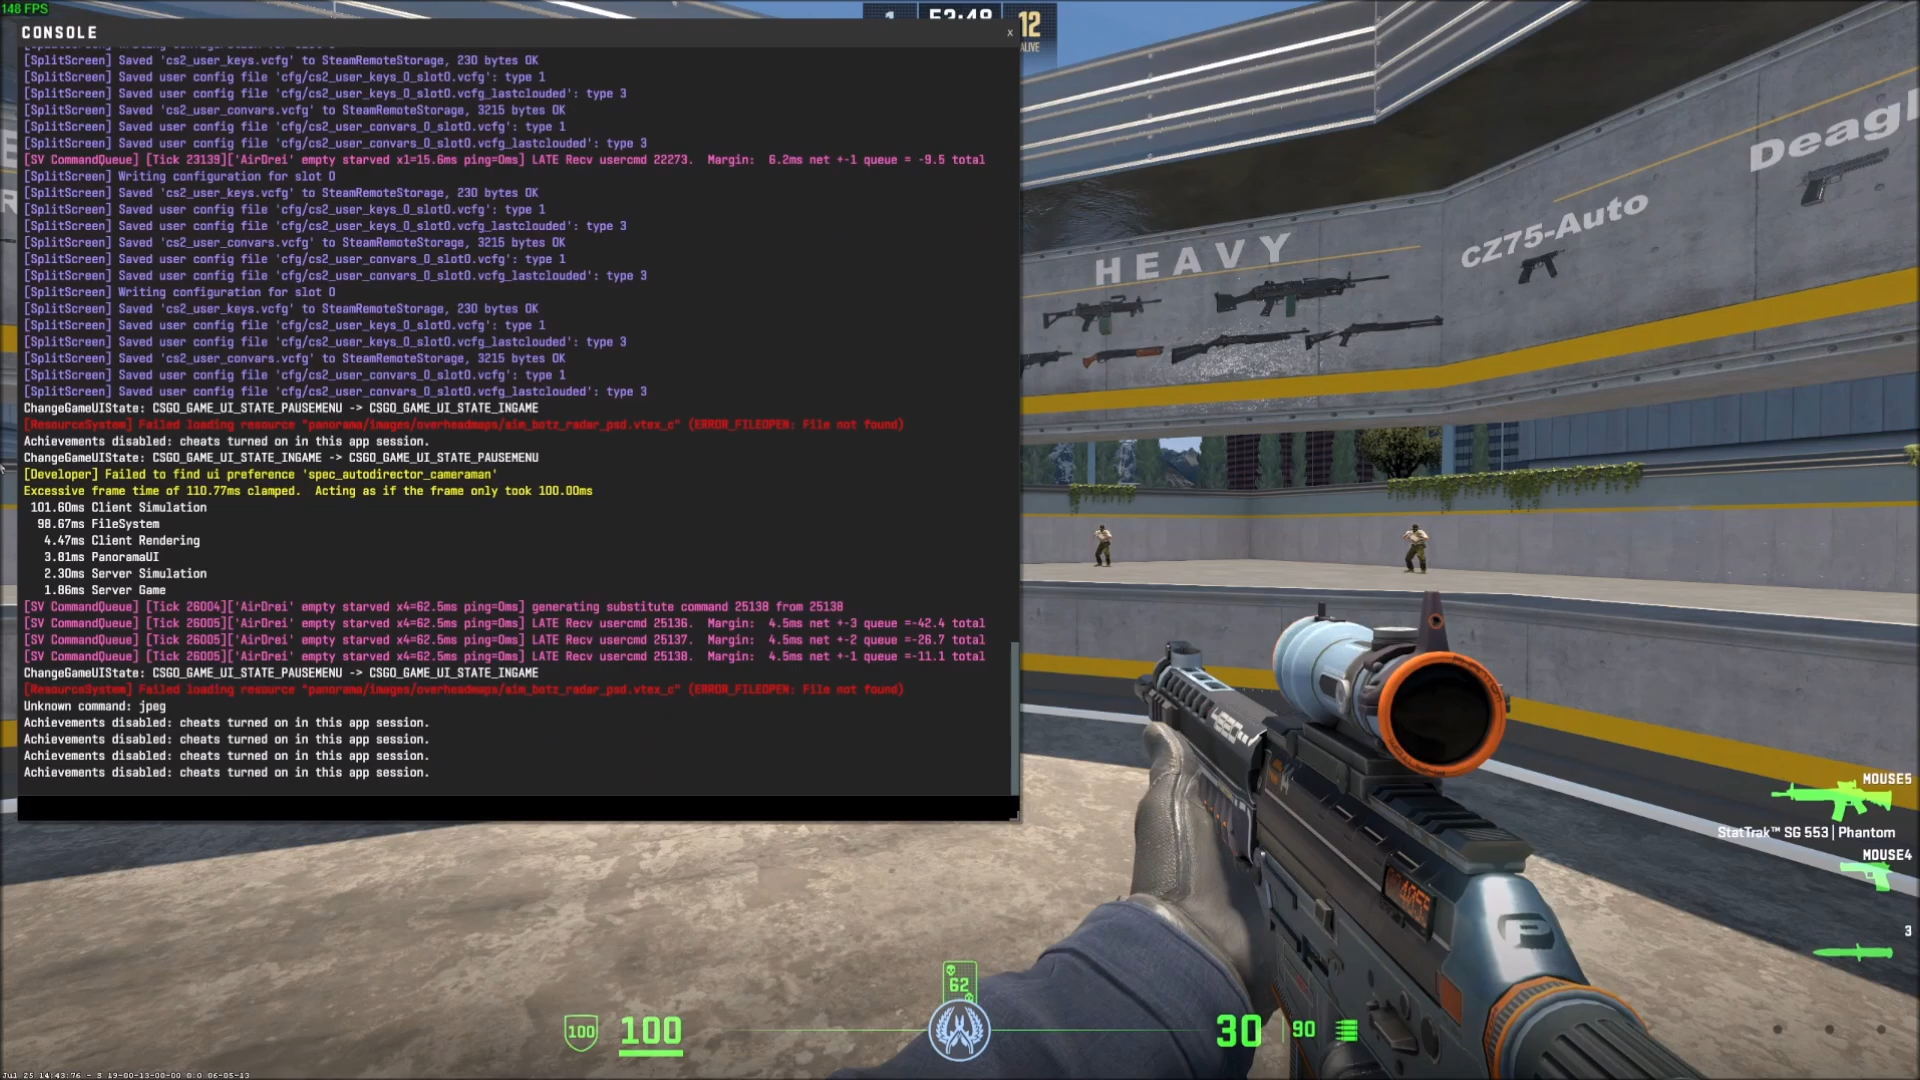 148 FPS
53:48
12
ALIVE
CONSOLE
x
[SplitScreen] Writing configuration for slot 0
[SplitScreen] Saved 'cs2_user_keys.vcfg' to SteamRemoteStorage, 230 bytes OK
[SplitScreen] Saved user config file 'cfg/cs2_user_keys_0_slot0.vcfg': type 1
[SplitScreen] Saved user config file 'cfg/cs2_user_keys_0_slot0.vcfg_lastclouded': type 3
[SplitScreen] Saved 'cs2_user_convars.vcfg' to SteamRemoteStorage, 3215 bytes OK
[SplitScreen] Saved user config file 'cfg/cs2_user_convars_0_slot0.vcfg': type 1
[SplitScreen] Saved user config file 'cfg/cs2_user_convars_0_slot0.vcfg_lastclouded': type 3
[SV CommandQueue] [Tick 23139]['AirDrei' empty starved x1=15.6ms ping=0ms] LATE Recv usercmd 22273.  Margin:  6.2ms net +-1 queue = -9.5 total
[SplitScreen] Writing configuration for slot 0
[SplitScreen] Saved 'cs2_user_keys.vcfg' to SteamRemoteStorage, 230 bytes OK
[SplitScreen] Saved user config file 'cfg/cs2_user_keys_0_slot0.vcfg': type 1
[SplitScreen] Saved user config file 'cfg/cs2_user_keys_0_slot0.vcfg_lastclouded': type 3
[SplitScreen] Saved 'cs2_user_convars.vcfg' to SteamRemoteStorage, 3215 bytes OK
[SplitScreen] Saved user config file 'cfg/cs2_user_convars_0_slot0.vcfg': type 1
[SplitScreen] Saved user config file 'cfg/cs2_user_convars_0_slot0.vcfg_lastclouded': type 3
[SplitScreen] Writing configuration for slot 0
[SplitScreen] Saved 'cs2_user_keys.vcfg' to SteamRemoteStorage, 230 bytes OK
[SplitScreen] Saved user config file 'cfg/cs2_user_keys_0_slot0.vcfg': type 1
[SplitScreen] Saved user config file 'cfg/cs2_user_keys_0_slot0.vcfg_lastclouded': type 3
[SplitScreen] Saved 'cs2_user_convars.vcfg' to SteamRemoteStorage, 3215 bytes OK
[SplitScreen] Saved user config file 'cfg/cs2_user_convars_0_slot0.vcfg': type 1
[SplitScreen] Saved user config file 'cfg/cs2_user_convars_0_slot0.vcfg_lastclouded': type 3
ChangeGameUIState: CSGO_GAME_UI_STATE_PAUSEMENU -> CSGO_GAME_UI_STATE_INGAME
[ResourceSystem] Failed loading resource "panorama/images/overheadmaps/aim_botz_radar_psd.vtex_c" (ERROR_FILEOPEN: File not found)
Achievements disabled: cheats turned on in this app session.
ChangeGameUIState: CSGO_GAME_UI_STATE_INGAME -> CSGO_GAME_UI_STATE_PAUSEMENU
[Developer] Failed to find ui preference 'spec_autodirector_cameraman'
Excessive frame time of 110.77ms clamped.  Acting as if the frame only took 100.00ms
101.60ms Client Simulation
98.67ms FileSystem
4.47ms Client Rendering
3.81ms PanoramaUI
2.30ms Server Simulation
1.86ms Server Game
[SV CommandQueue] [Tick 26004]['AirDrei' empty starved x4=62.5ms ping=0ms] generating substitute command 25138 from 25138
[SV CommandQueue] [Tick 26005]['AirDrei' empty starved x4=62.5ms ping=0ms] LATE Recv usercmd 25136.  Margin:  4.5ms net +-3 queue =-42.4 total
[SV CommandQueue] [Tick 26005]['AirDrei' empty starved x4=62.5ms ping=0ms] LATE Recv usercmd 25137.  Margin:  4.5ms net +-2 queue =-26.7 total
[SV CommandQueue] [Tick 26005]['AirDrei' empty starved x4=62.5ms ping=0ms] LATE Recv usercmd 25138.  Margin:  4.5ms net +-1 queue =-11.1 total
ChangeGameUIState: CSGO_GAME_UI_STATE_PAUSEMENU -> CSGO_GAME_UI_STATE_INGAME
[ResourceSystem] Failed loading resource "panorama/images/overheadmaps/aim_botz_radar_psd.vtex_c" (ERROR_FILEOPEN: File not found)
Unknown command: jpeg
Achievements disabled: cheats turned on in this app session.
Achievements disabled: cheats turned on in this app session.
Achievements disabled: cheats turned on in this app session.
Achievements disabled: cheats turned on in this app session.
HEAVY
CZ75-Auto
Deagl
MOUSE5
StatTrak™ SG 553 | Phantom
MOUSE4
3
62
100
100
30
90